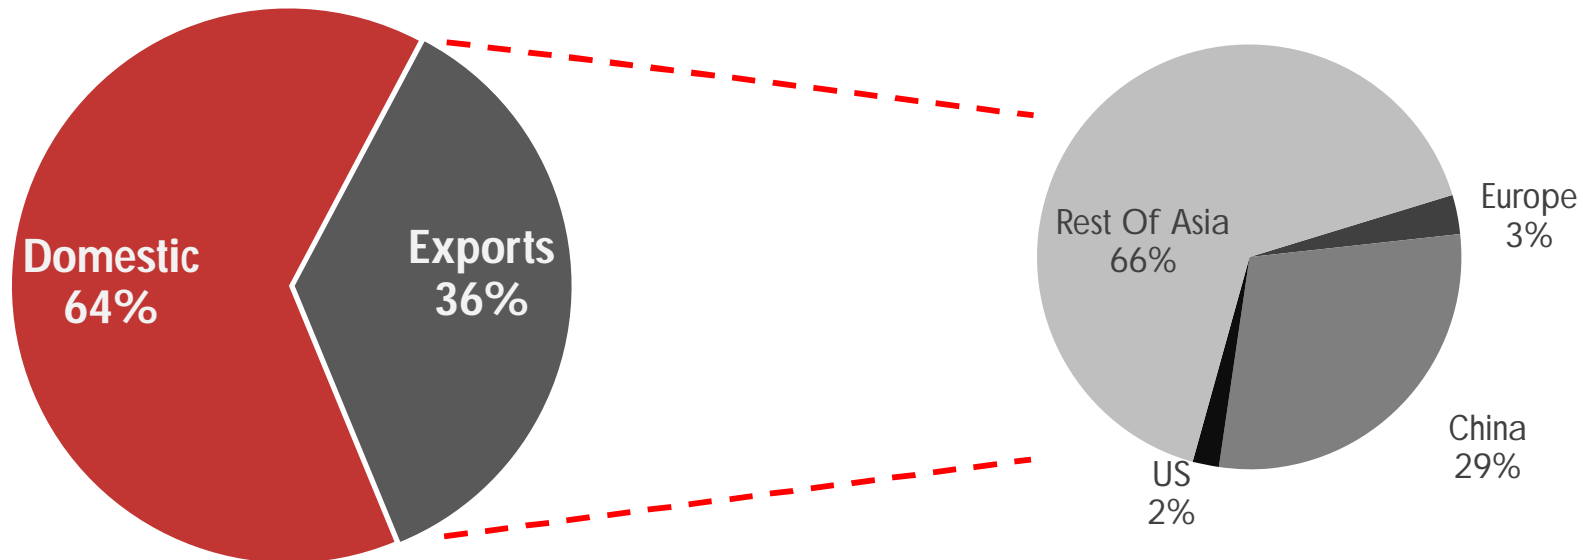 Domestic
64%
Exports
36%
Rest Of Asia
66%
Europe
3%
China
29%
US
2%